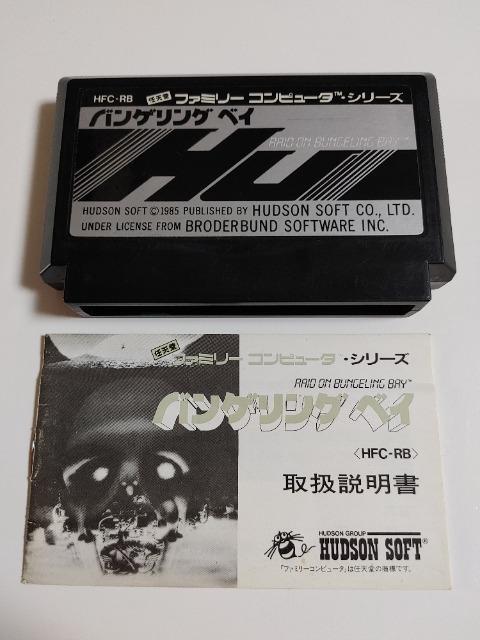 HFC-RB 任天堂 ファミリー コンピュータ™・シリーズ
バンゲリング ベイ
HU
RAID ON BUNGELING BAY™
HUDSON SOFT ©1985 PUBLISHED BY HUDSON SOFT CO., LTD.
UNDER LICENSE FROM BRODERBUND SOFTWARE INC.
任天堂 ファミリー コンピュータ™・シリーズ
RAID ON BUNGELING BAY™
バンゲリング ベイ
〈HFC-RB〉
取扱説明書
HUDSON GROUP
HUDSON SOFT®
「ファミリーコンピュータ」は任天堂の商標です。